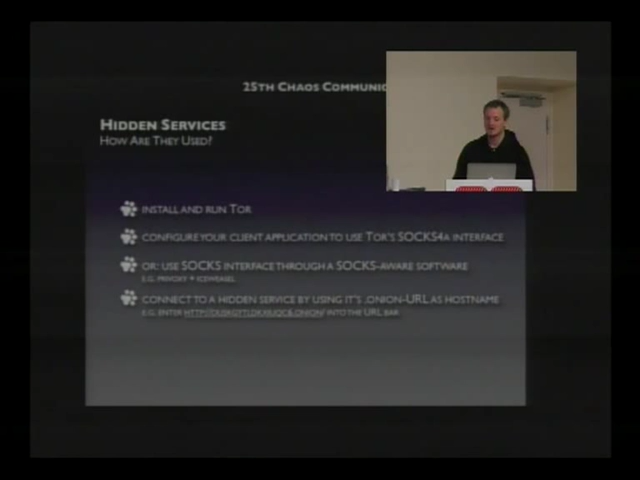 25th Chaos Communic
Hidden Services
How Are They Used?
Install and run Tor
Configure your client application to use Tor's SOCKS4a interface
Or: use SOCKS interface through a SOCKS-aware software
e.g. Privoxy + Iceweasel
Connect to a hidden service by using it's .onion-URL as hostname
e.g. enter into the URL bar